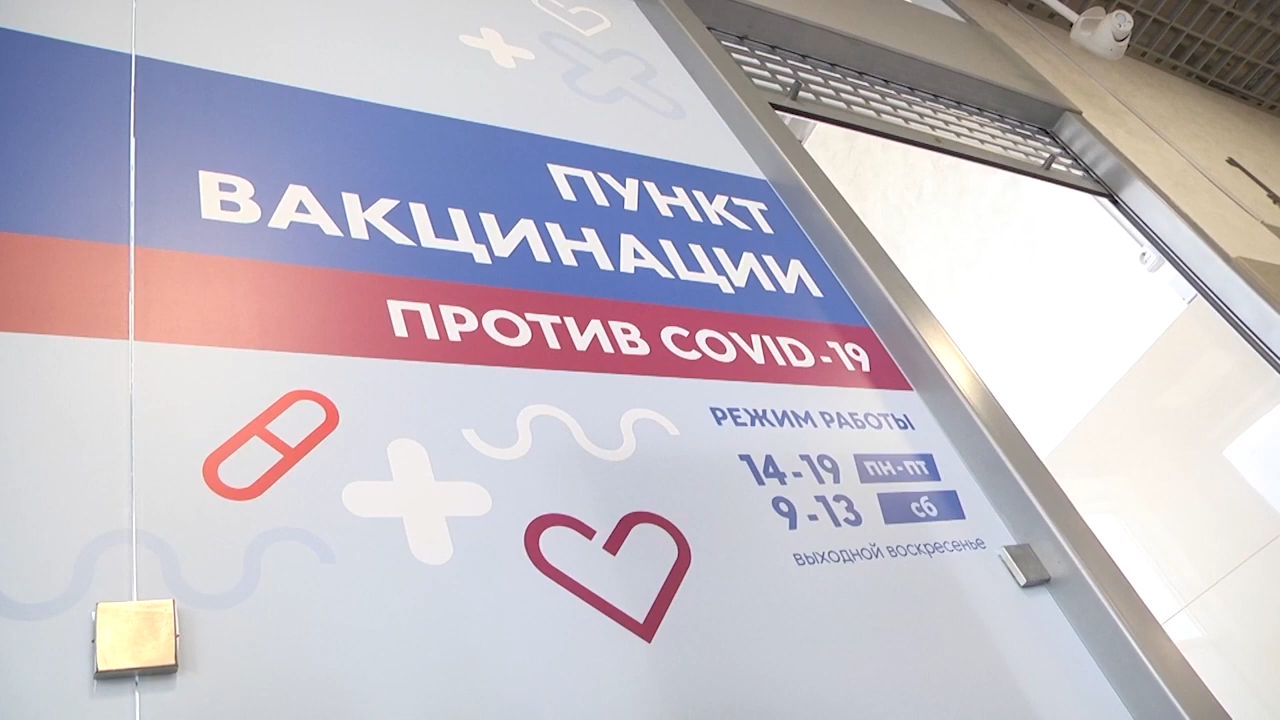 ПУНКТ
ВАКЦИНАЦИИ
ПРОТИВ COVID-19
РЕЖИМ РАБОТЫ
14-19 ПН-ПТ
9-13 сб
выходной воскресенье